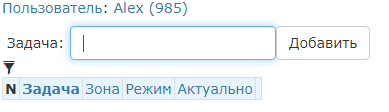 Пользователь: Alex (985)
Задача: Добавить
N Задача Зона Режим Актуально